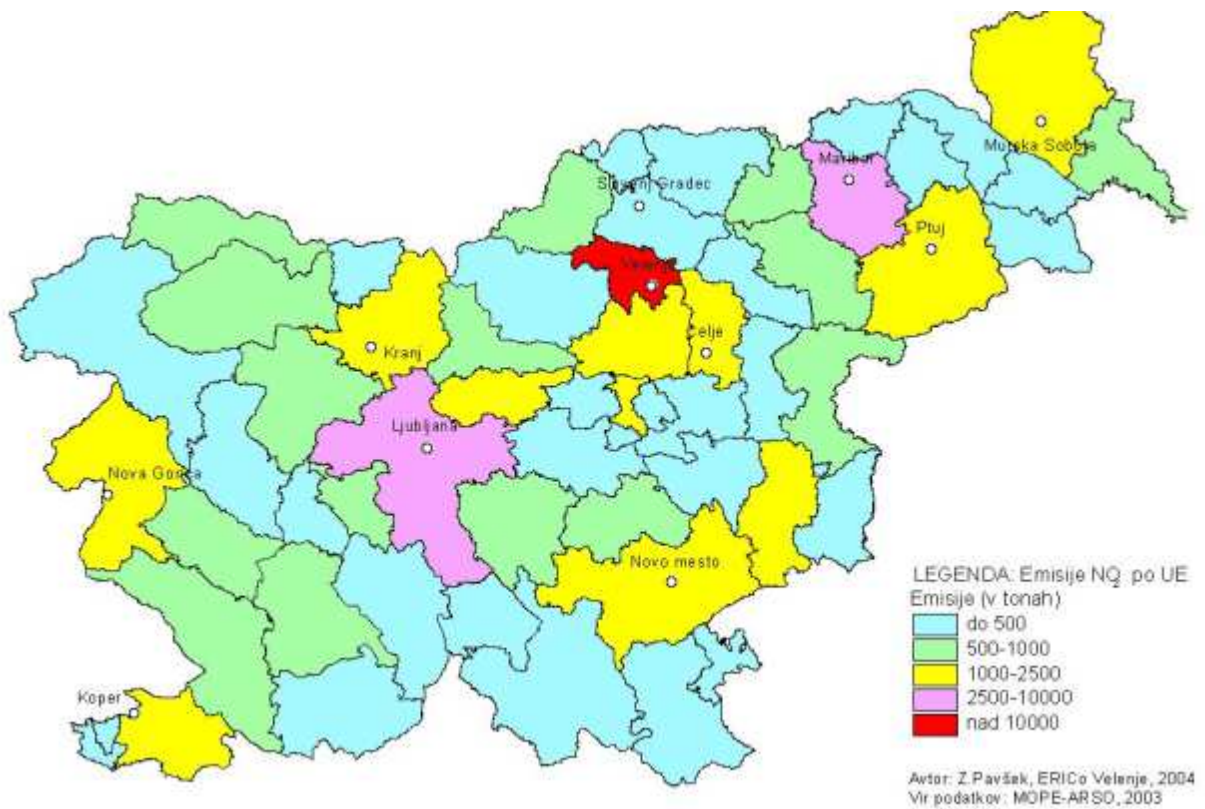 Murska Sobota
Maribor
Slovenj Gradec
Ptuj
Velenje
Celje
Kranj
Ljubljana
Nova Gorica
Novo mesto
Koper
LEGENDA: Emisije NO2 po UE
Emisije (v tonah)
do 500
500-1000
1000-2500
2500-10000
nad 10000
Avtor: Z.Pavšek, ERICo Velenje, 2004
Vir podatkov: MOPE-ARSO, 2003